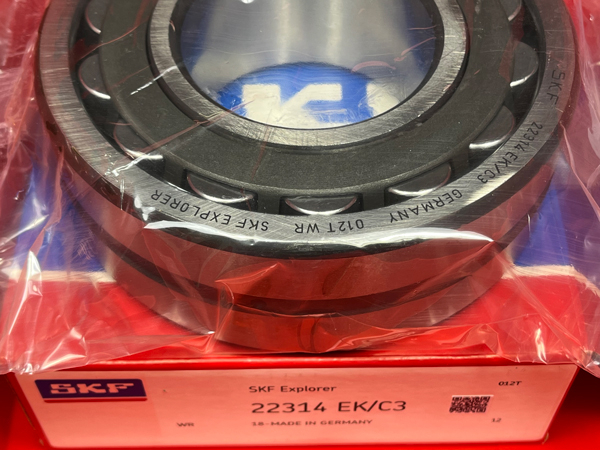 SKF 22314 EK/C3 GERMANY 012T WR SKF EXPLORER
SKF
SKF Explorer
012T
22314 EK/C3
WR
18-MADE IN GERMANY
12